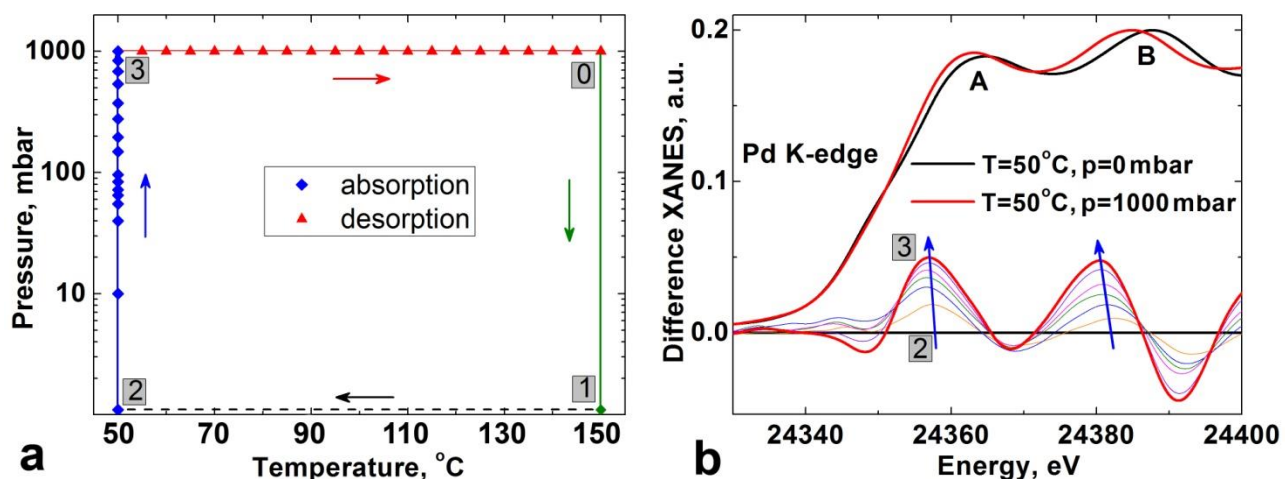 1000
100
10
Pressure, mbar
3
0
absorption
desorption
2
1
50
70
90
110
130
150
Temperature, °C
a
0.2
0.1
0.0
Difference XANES, a.u.
A
B
Pd K-edge
T=50°C, p=0 mbar
T=50°C, p=1000 mbar
3
2
24340
24360
24380
24400
Energy, eV
b